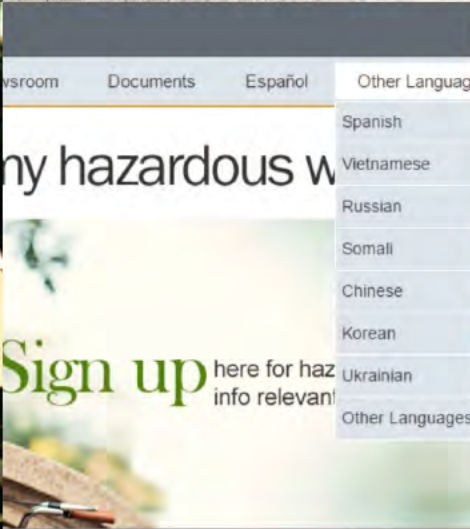 wsroom Documents Español Other Languag
Spanish
ny hazardous w
Vietnamese
Russian
Somali
Chinese
Korean
Sign up here for haz
info relevant
Ukrainian
Other Languages